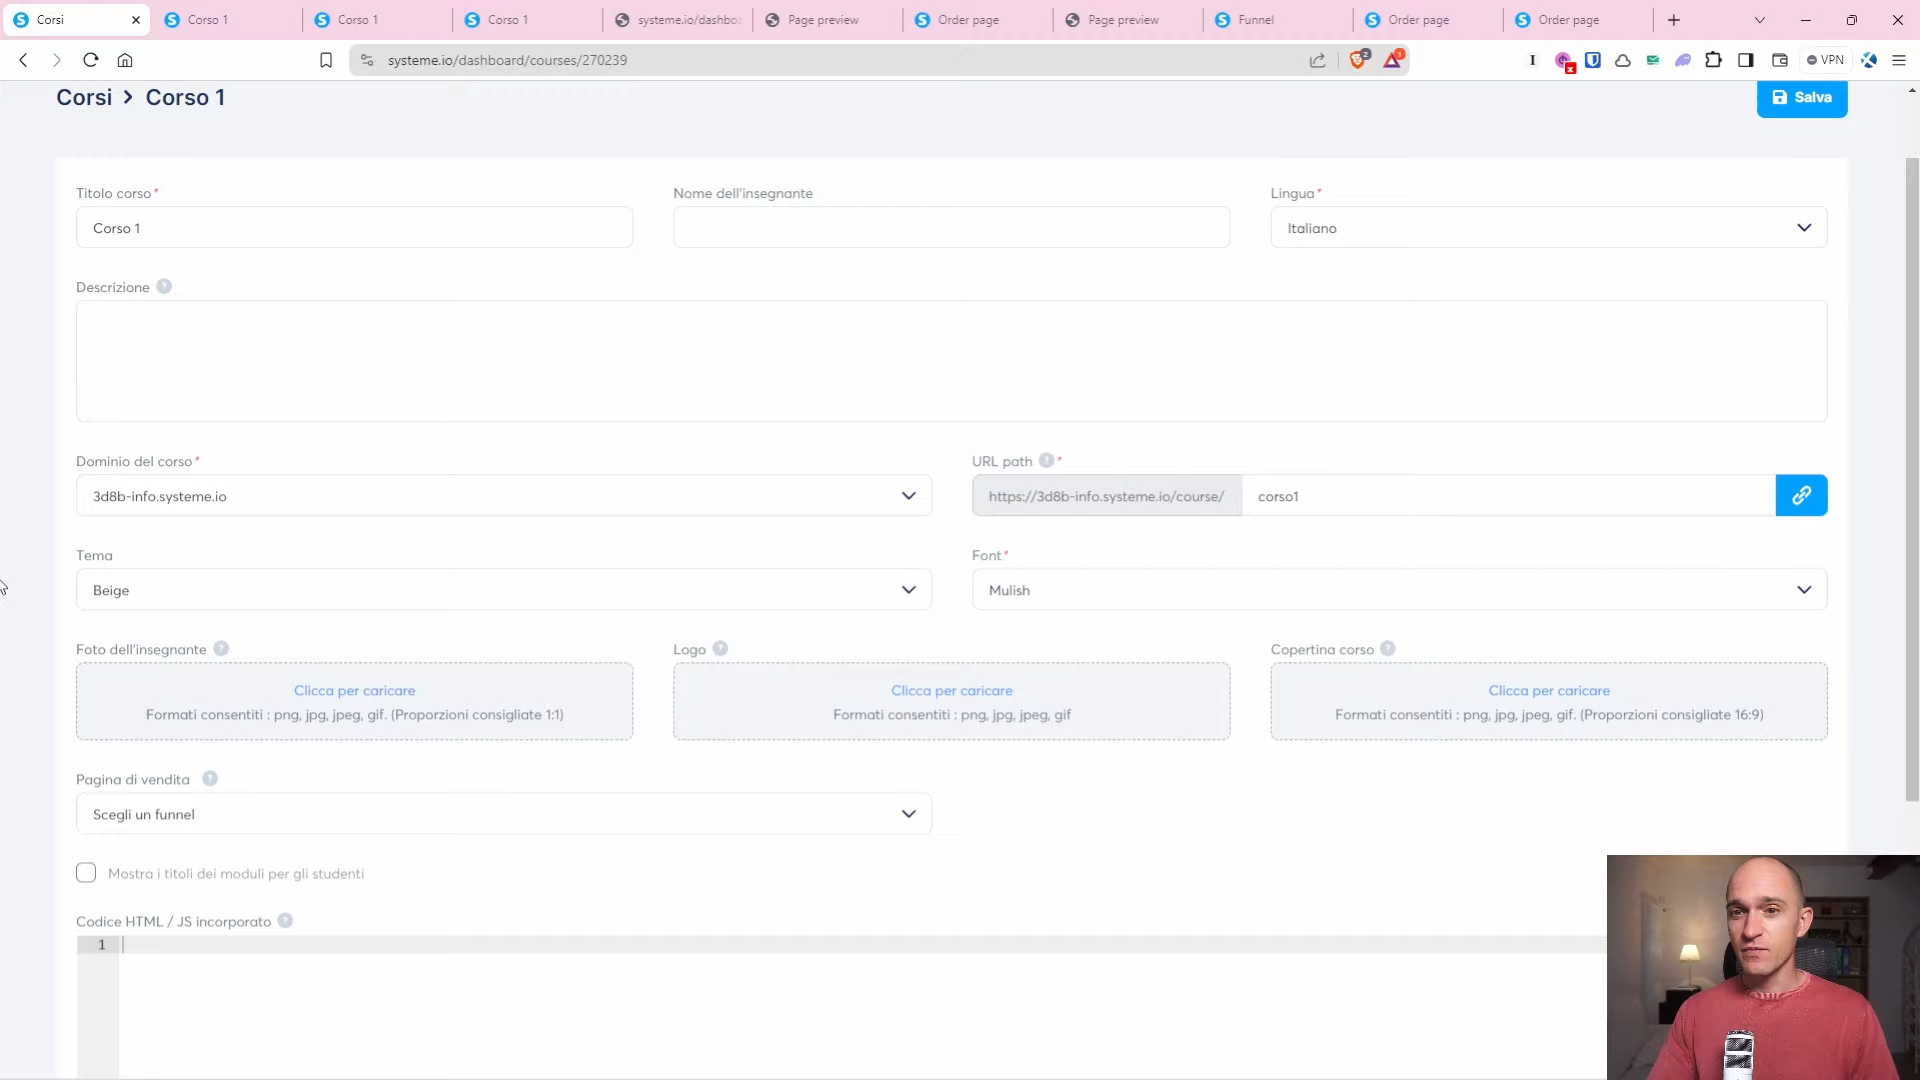 Corsi
Corso 1
Corso 1
Corso 1
systeme.io/dashbo
Page preview
Order page
Page preview
Funnel
Order page
Order page
systeme.io/dashboard/courses/270239
2
1
VPN
Corsi > Corso 1
Salva
Titolo corso*
Nome dell'insegnante
Lingua*
Corso 1
Italiano
Descrizione ?
Dominio del corso*
URL path ? *
3d8b-info.systeme.io
https://3d8b-info.systeme.io/course/
corso1
Tema
Font*
Beige
Mulish
Foto dell'insegnante ?
Logo ?
Copertina corso ?
Clicca per caricare
Formati consentiti : png, jpg, jpeg, gif. (Proporzioni consigliate 1:1)
Clicca per caricare
Formati consentiti : png, jpg, jpeg, gif
Clicca per caricare
Formati consentiti : png, jpg, jpeg, gif. (Proporzioni consigliate 16:9)
Pagina di vendita ?
Scegli un funnel
Mostra i titoli dei moduli per gli studenti
Codice HTML / JS incorporato ?
1